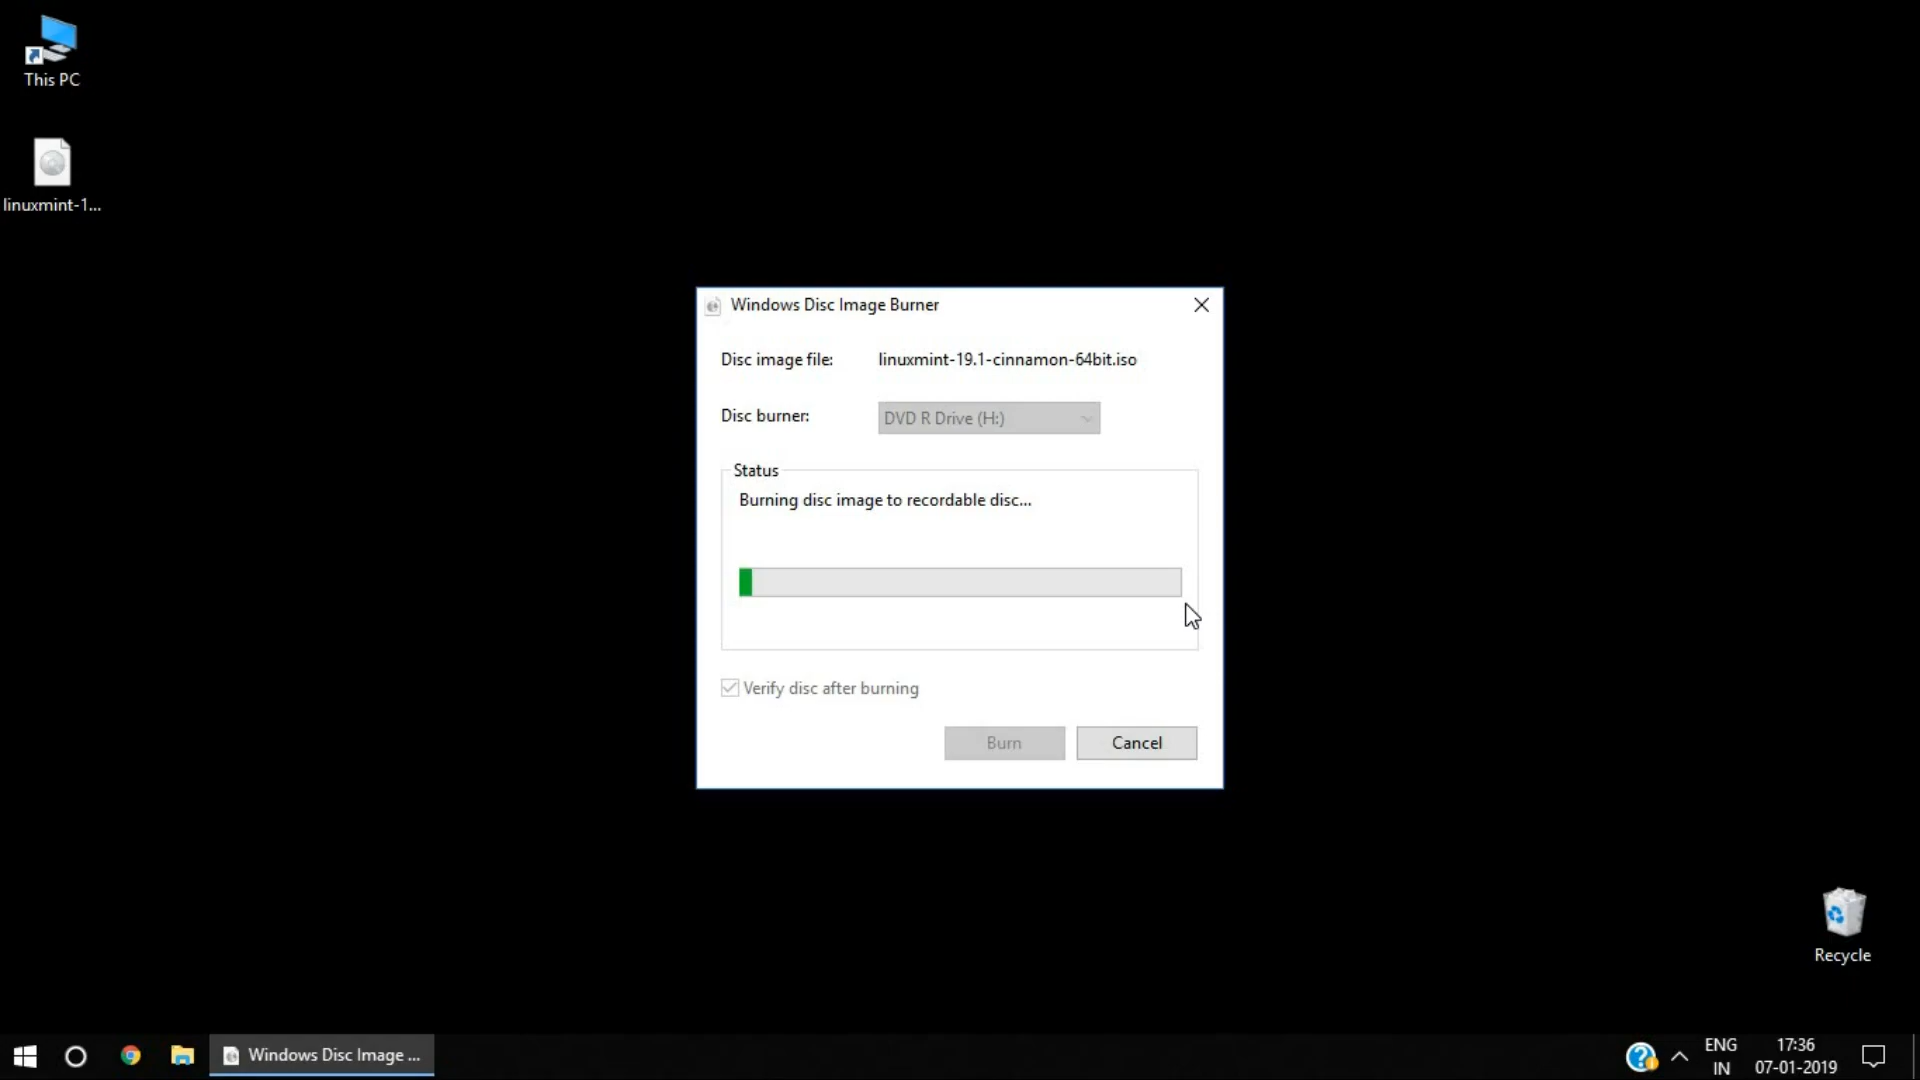 This PC
linuxmint-1...
Windows Disc Image Burner
Disc image file: linuxmint-19.1-cinnamon-64bit.iso
Disc burner: DVD R Drive (H:)
Status
Burning disc image to recordable disc...
Verify disc after burning
Burn Cancel
Recycle
Windows Disc Image ...
ENG
IN
17:36
07-01-2019